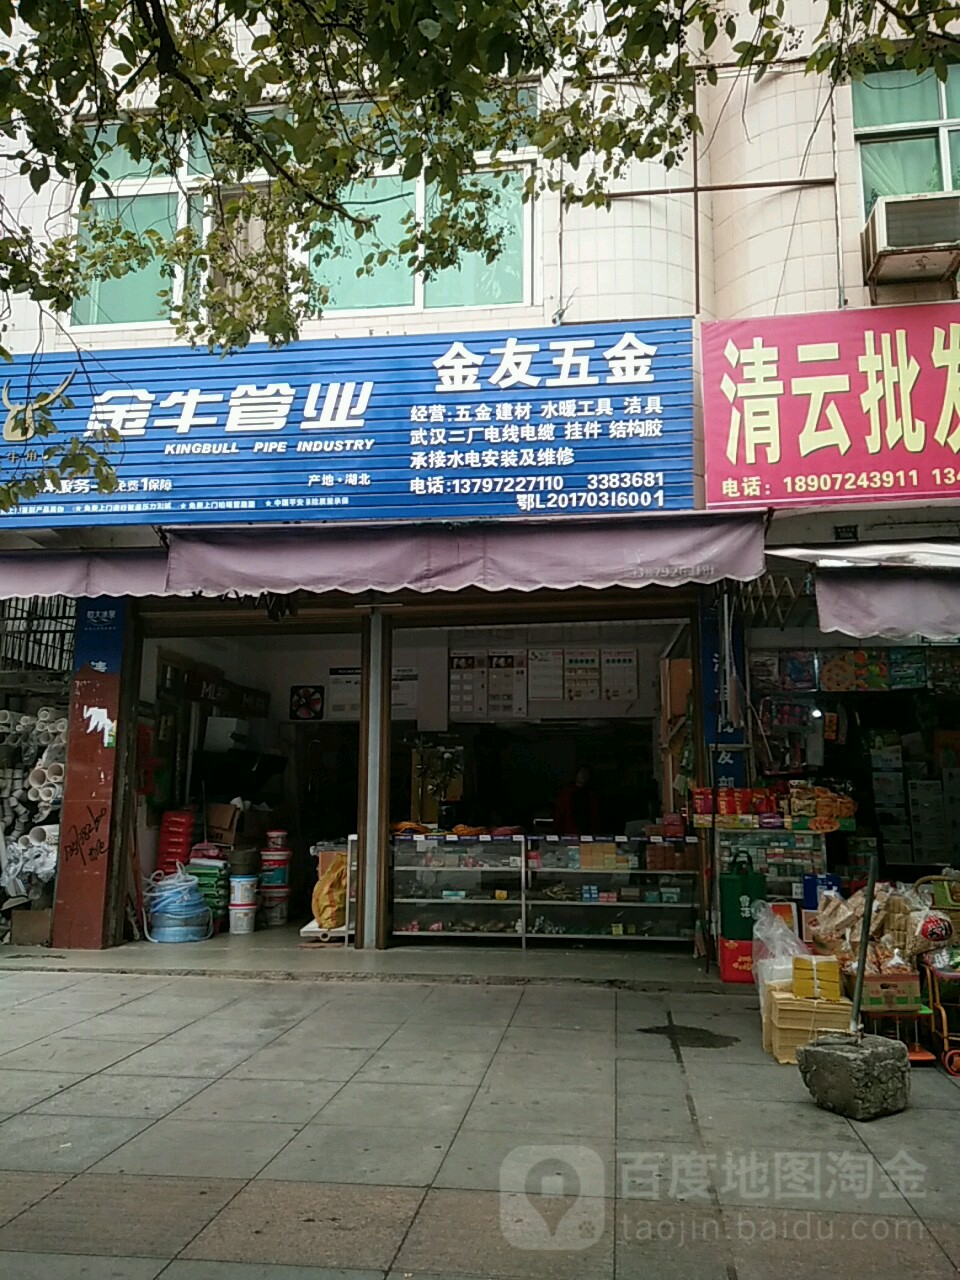 金牛管业
KINGBULL PIPE INDUSTRY
产地·湖北
金友五金
经营:五金建材 水暖工具 洁具
武汉二厂电线电缆 挂件 结构胶
承接水电安装及维修
电话:13797227110 3383681
鄂L201703I6001
清云批发
电话:18907243911 134
百度地图淘金
taojin.baidu.com